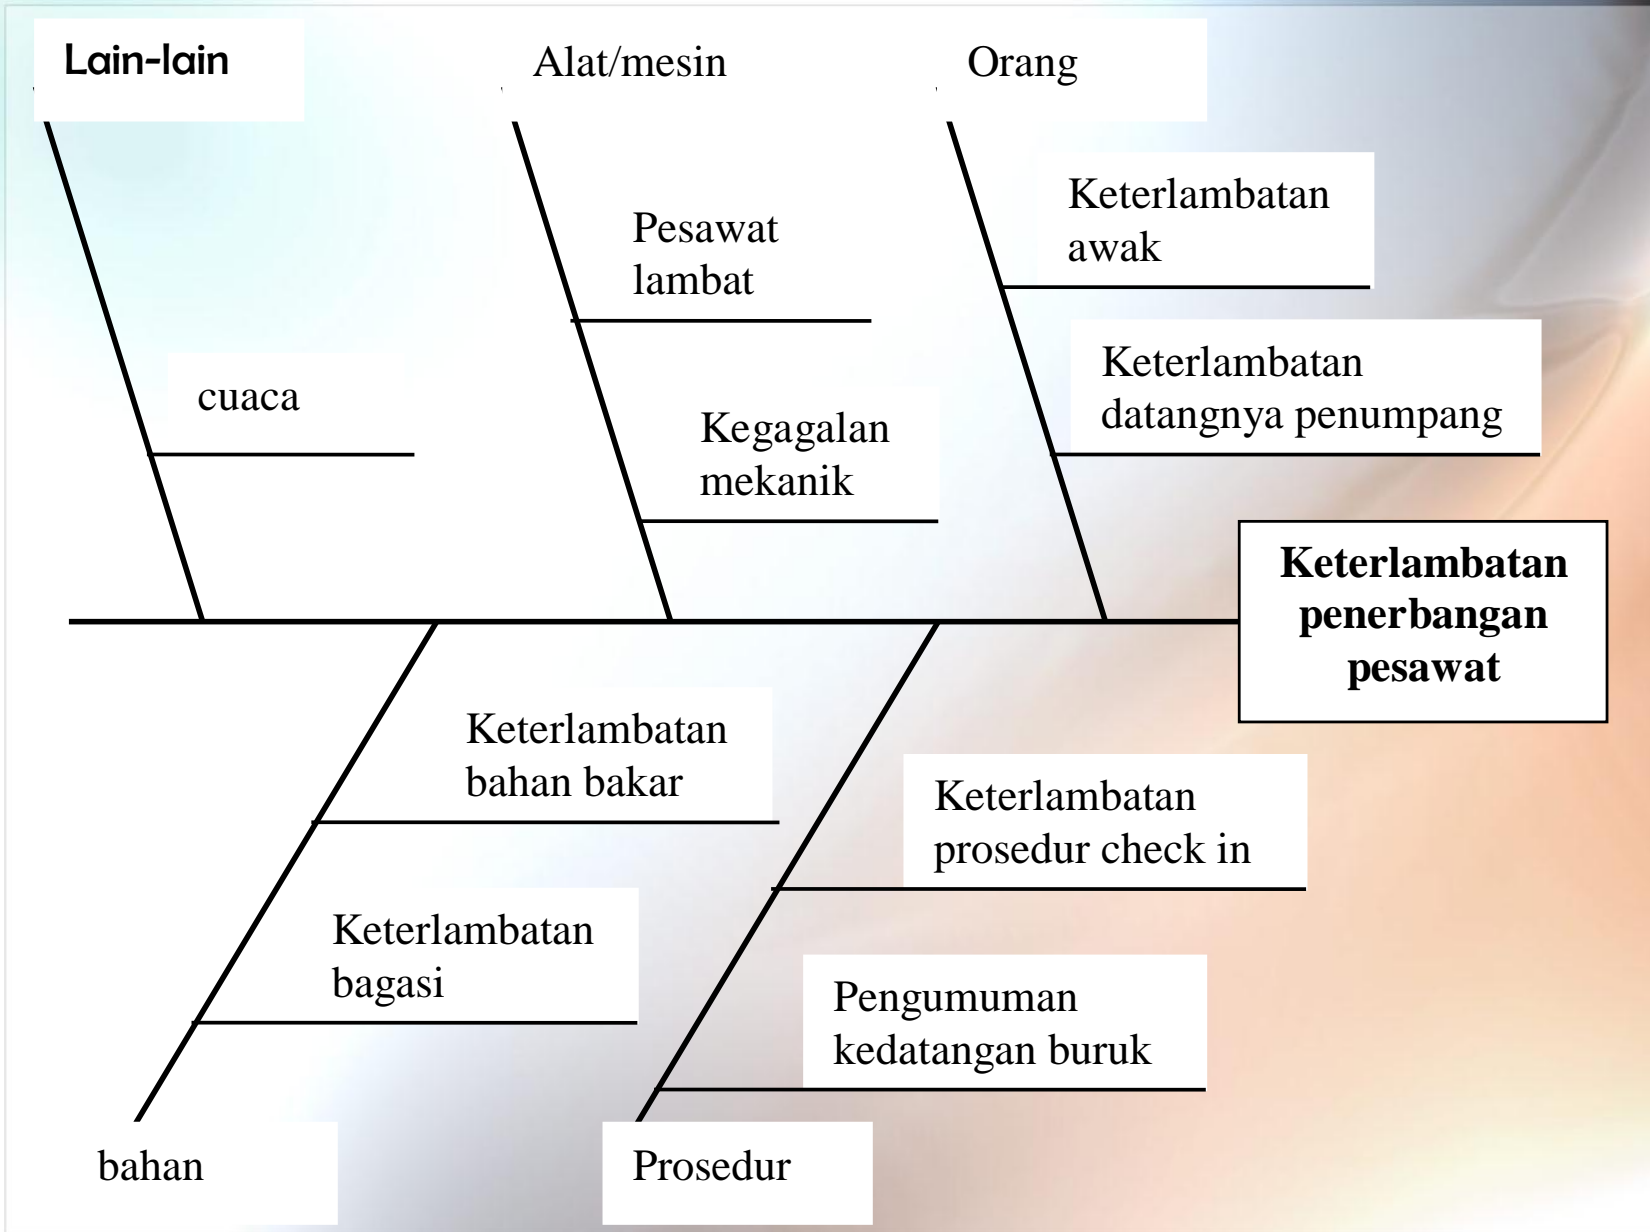 Lain-lain
Alat/mesin
Orang
Keterlambatan
awak
Pesawat
lambat
Keterlambatan
datangnya penumpang
cuaca
Kegagalan
mekanik
Keterlambatan
penerbangan
pesawat
Keterlambatan
bahan bakar
Keterlambatan
prosedur check in
Keterlambatan
bagasi
Pengumuman
kedatangan buruk
bahan
Prosedur